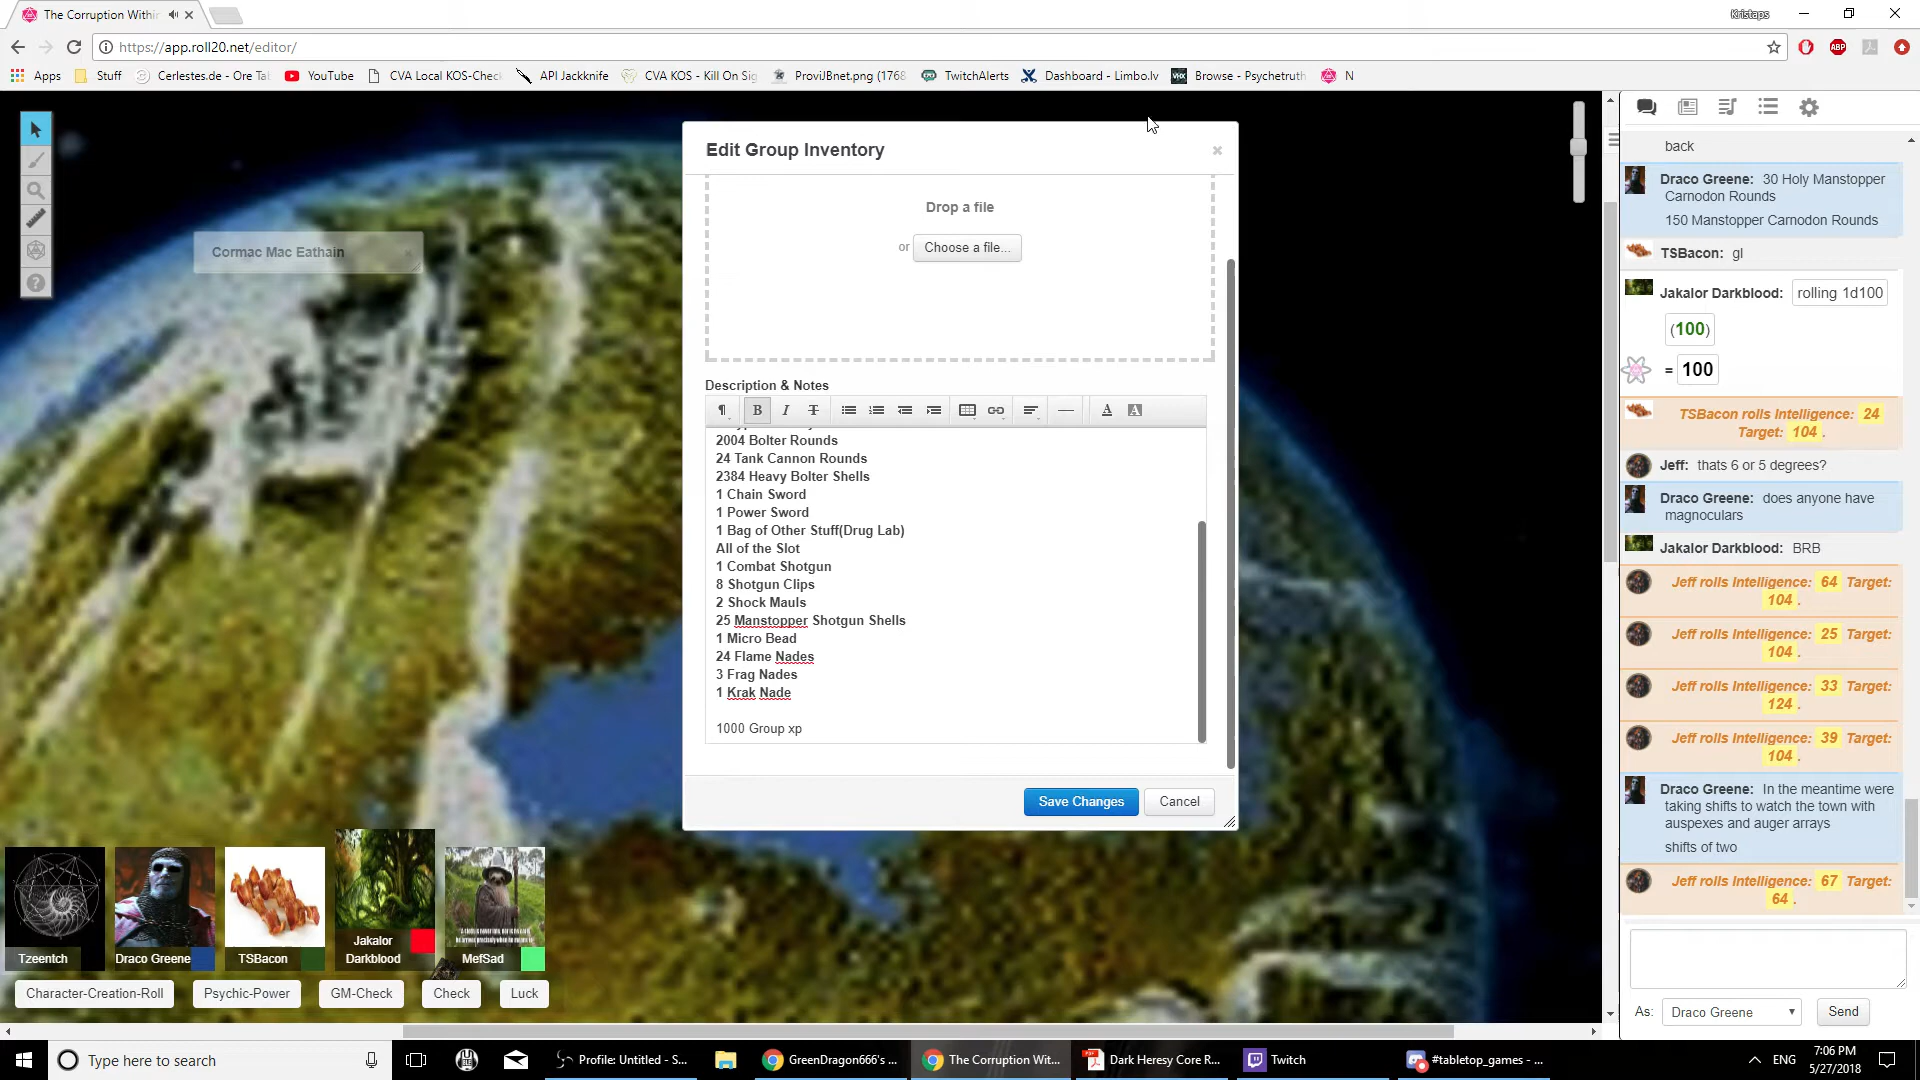 The Corruption Within
Kristaps
https://app.roll20.net/editor/
ABP
Apps
Stuff
Cerlestes.de - Ore Tab
YouTube
CVA Local KOS-Check
API Jackknife
CVA KOS - Kill On Sig
ProviJBnet.png (1768
TwitchAlerts
Dashboard - Limbo.lv
VHX
Browse - Psychetruth
N
Cormac Mac Eathain
Edit Group Inventory
Drop a file
or Choose a file...
Description & Notes
2004 Bolter Rounds
24 Tank Cannon Rounds
2384 Heavy Bolter Shells
1 Chain Sword
1 Power Sword
1 Bag of Other Stuff(Drug Lab)
All of the Slot
1 Combat Shotgun
8 Shotgun Clips
2 Shock Mauls
25 Manstopper Shotgun Shells
1 Micro Bead
24 Flame Nades
3 Frag Nades
1 Krak Nade
1000 Group xp
Save Changes
Cancel
back
Draco Greene: 30 Holy Manstopper
Carnodon Rounds
150 Manstopper Carnodon Rounds
TSBacon: gl
Jakalor Darkblood: rolling 1d100
(100)
= 100
TSBacon rolls Intelligence: 24
Target: 104 .
Jeff: thats 6 or 5 degrees?
Draco Greene: does anyone have
magnoculars
Jakalor Darkblood: BRB
Jeff rolls Intelligence: 64 Target:
104 .
Jeff rolls Intelligence: 25 Target:
104 .
Jeff rolls Intelligence: 33 Target:
124 .
Jeff rolls Intelligence: 39 Target:
104 .
Draco Greene: In the meantime were
taking shifts to watch the town with
auspexes and auger arrays
shifts of two
Jeff rolls Intelligence: 67 Target:
64 .
As: Draco Greene
Send
Tzeentch
Draco Greene
TSBacon
Jakalor
Darkblood
MefSad
Character-Creation-Roll
Psychic-Power
GM-Check
Check
Luck
Type here to search
Profile: Untitled - S...
GreenDragon666's ...
The Corruption Wit...
Dark Heresy Core R...
Twitch
#tabletop_games - ...
ENG
7:06 PM
5/27/2018